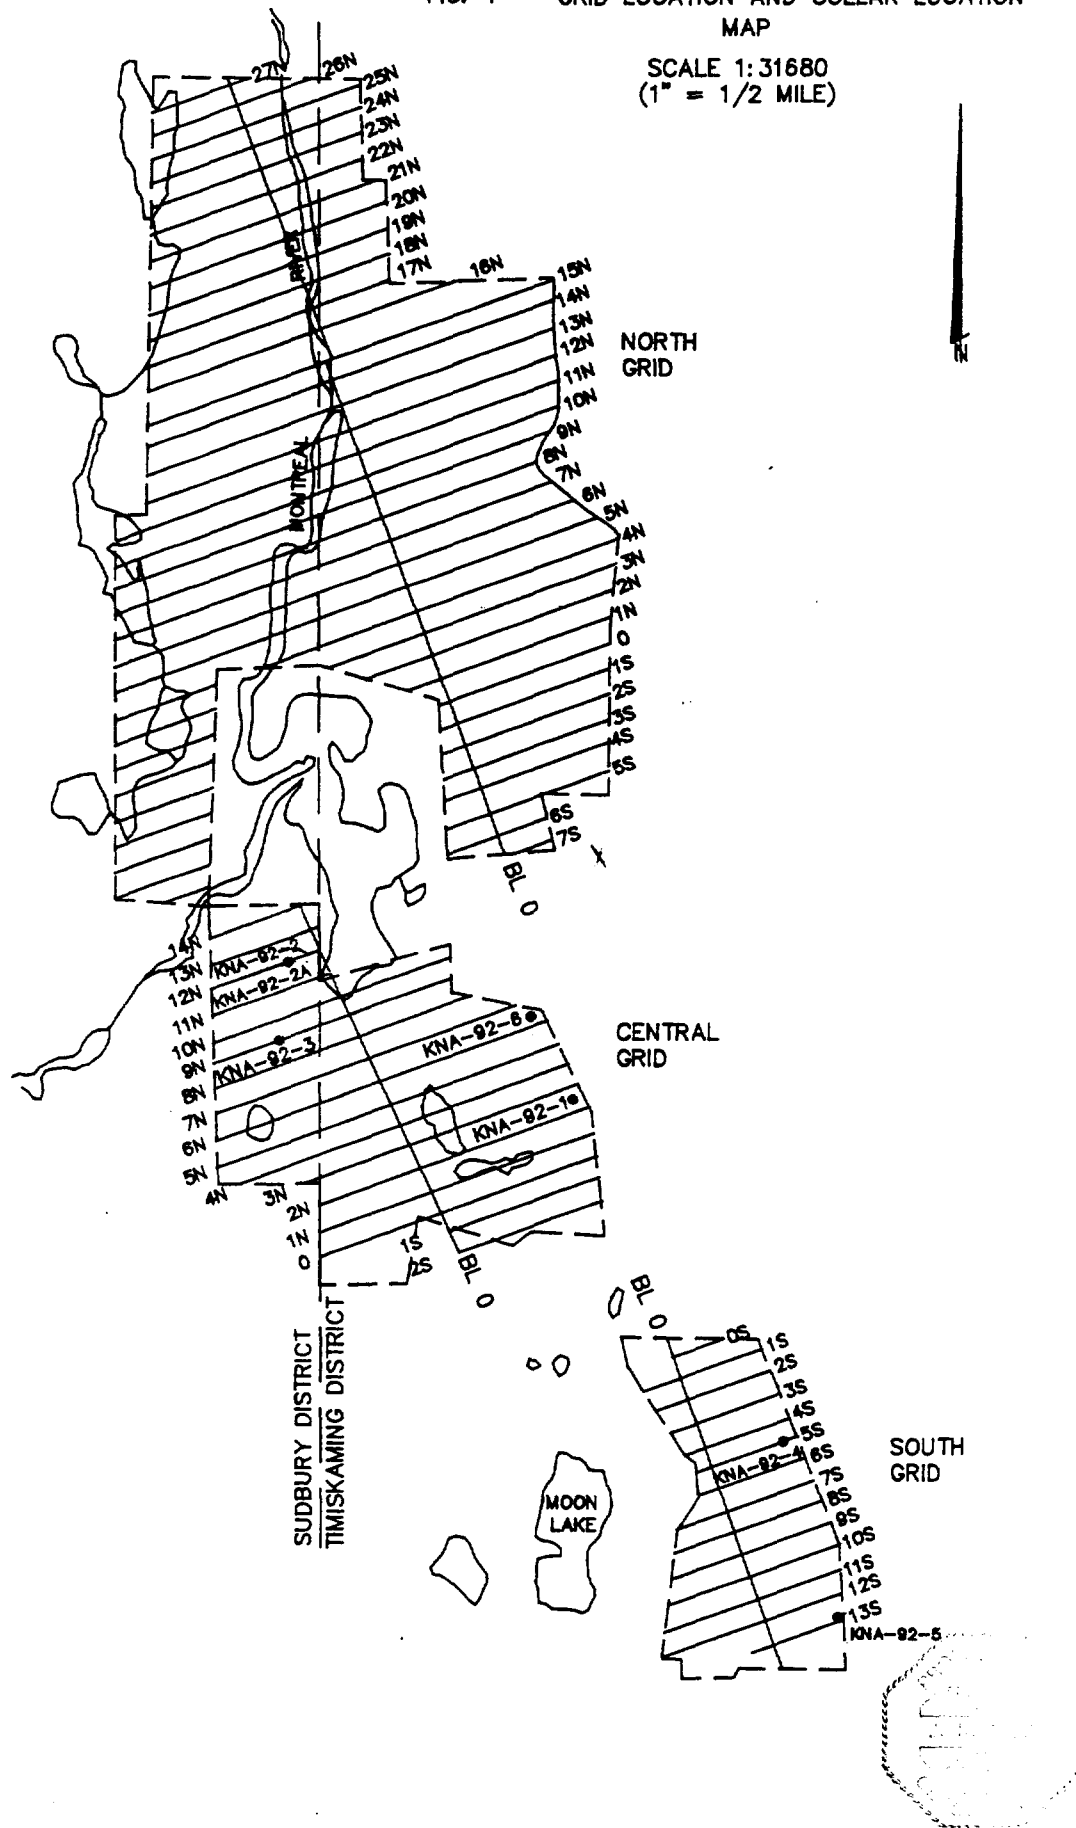 GRID LOCATION AND COLLAR LOCATION
MAP
SCALE 1:31680
(1" = 1/2 MILE)
27N
26N
25N
24N
23N
22N
21N
20N
19N
18N
17N
16N
15N
14N
13N
12N
11N
10N
9N
8N
7N
6N
5N
4N
3N
2N
1N
0
1S
2S
3S
4S
5S
6S
7S
BL 0
NORTH
GRID
N
MONTREAL RIVER
14N
13N
12N
11N
10N
9N
8N
7N
6N
5N
4N
3N
2N
1N
0
1S
2S
BL 0
KNA-92-2
KNA-92-2A
KNA-92-3
KNA-92-6
KNA-92-1
CENTRAL
GRID
SUDBURY DISTRICT
TIMISKAMING DISTRICT
BL 0
0S
1S
2S
3S
4S
5S
6S
7S
8S
9S
10S
11S
12S
13S
KNA-92-4
KNA-92-5
SOUTH
GRID
MOON
LAKE